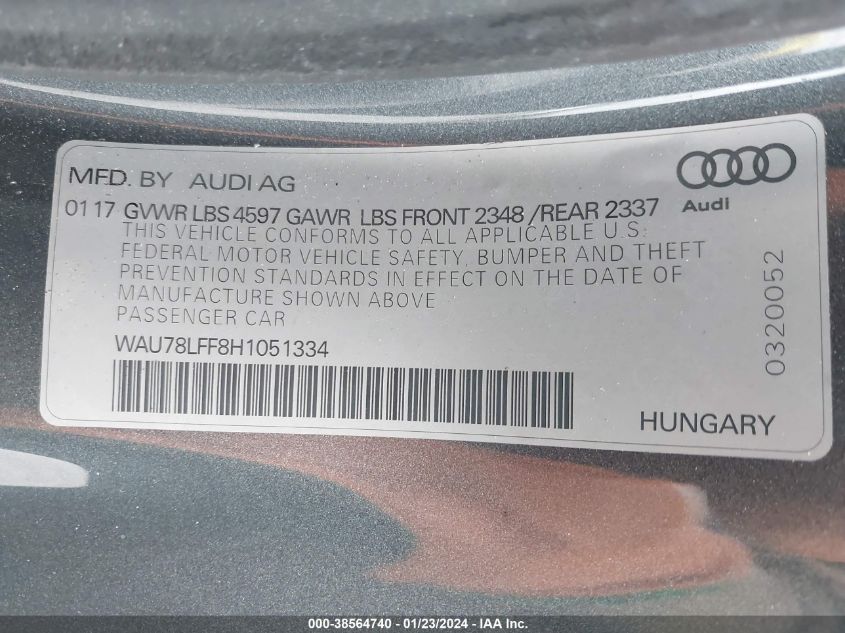 MFD. BY AUDI AG
01 17 GVWR LBS 4597 GAWR LBS FRONT 2348 /REAR 2337
THIS VEHICLE CONFORMS TO ALL APPLICABLE U.S.
FEDERAL MOTOR VEHICLE SAFETY, BUMPER AND THEFT
PREVENTION STANDARDS IN EFFECT ON THE DATE OF
MANUFACTURE SHOWN ABOVE
PASSENGER CAR
WAU78LFF8H1051334
HUNGARY
Audi
0320052
000-38564740 - 01/23/2024 - IAA Inc.